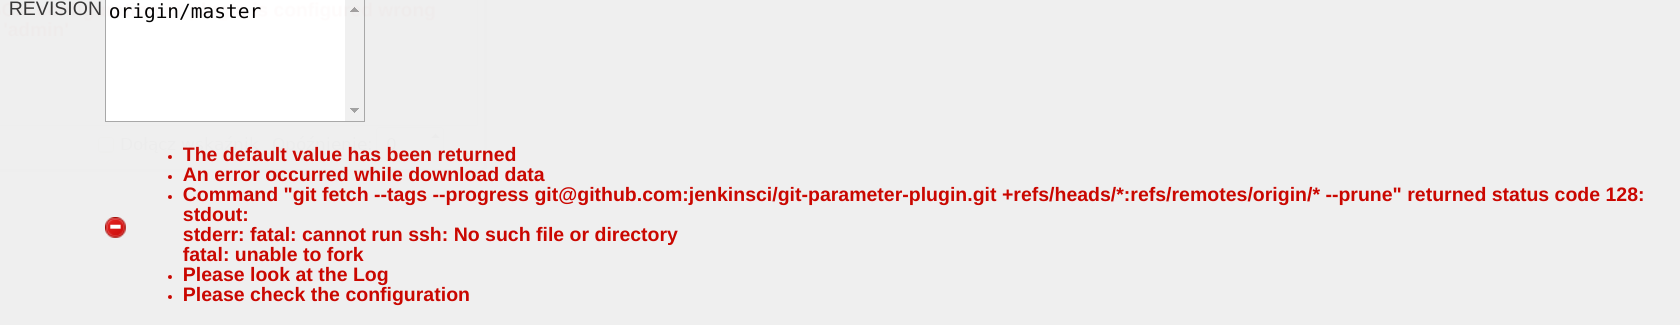 REVISION origin/master
The default value has been returned
An error occurred while download data
Command "git fetch --tags --progress git@github.com:jenkinsci/git-parameter-plugin.git +refs/heads/*:refs/remotes/origin/* --prune" returned status code 128:
stdout:
stderr: fatal: cannot run ssh: No such file or directory
fatal: unable to fork
Please look at the Log
Please check the configuration